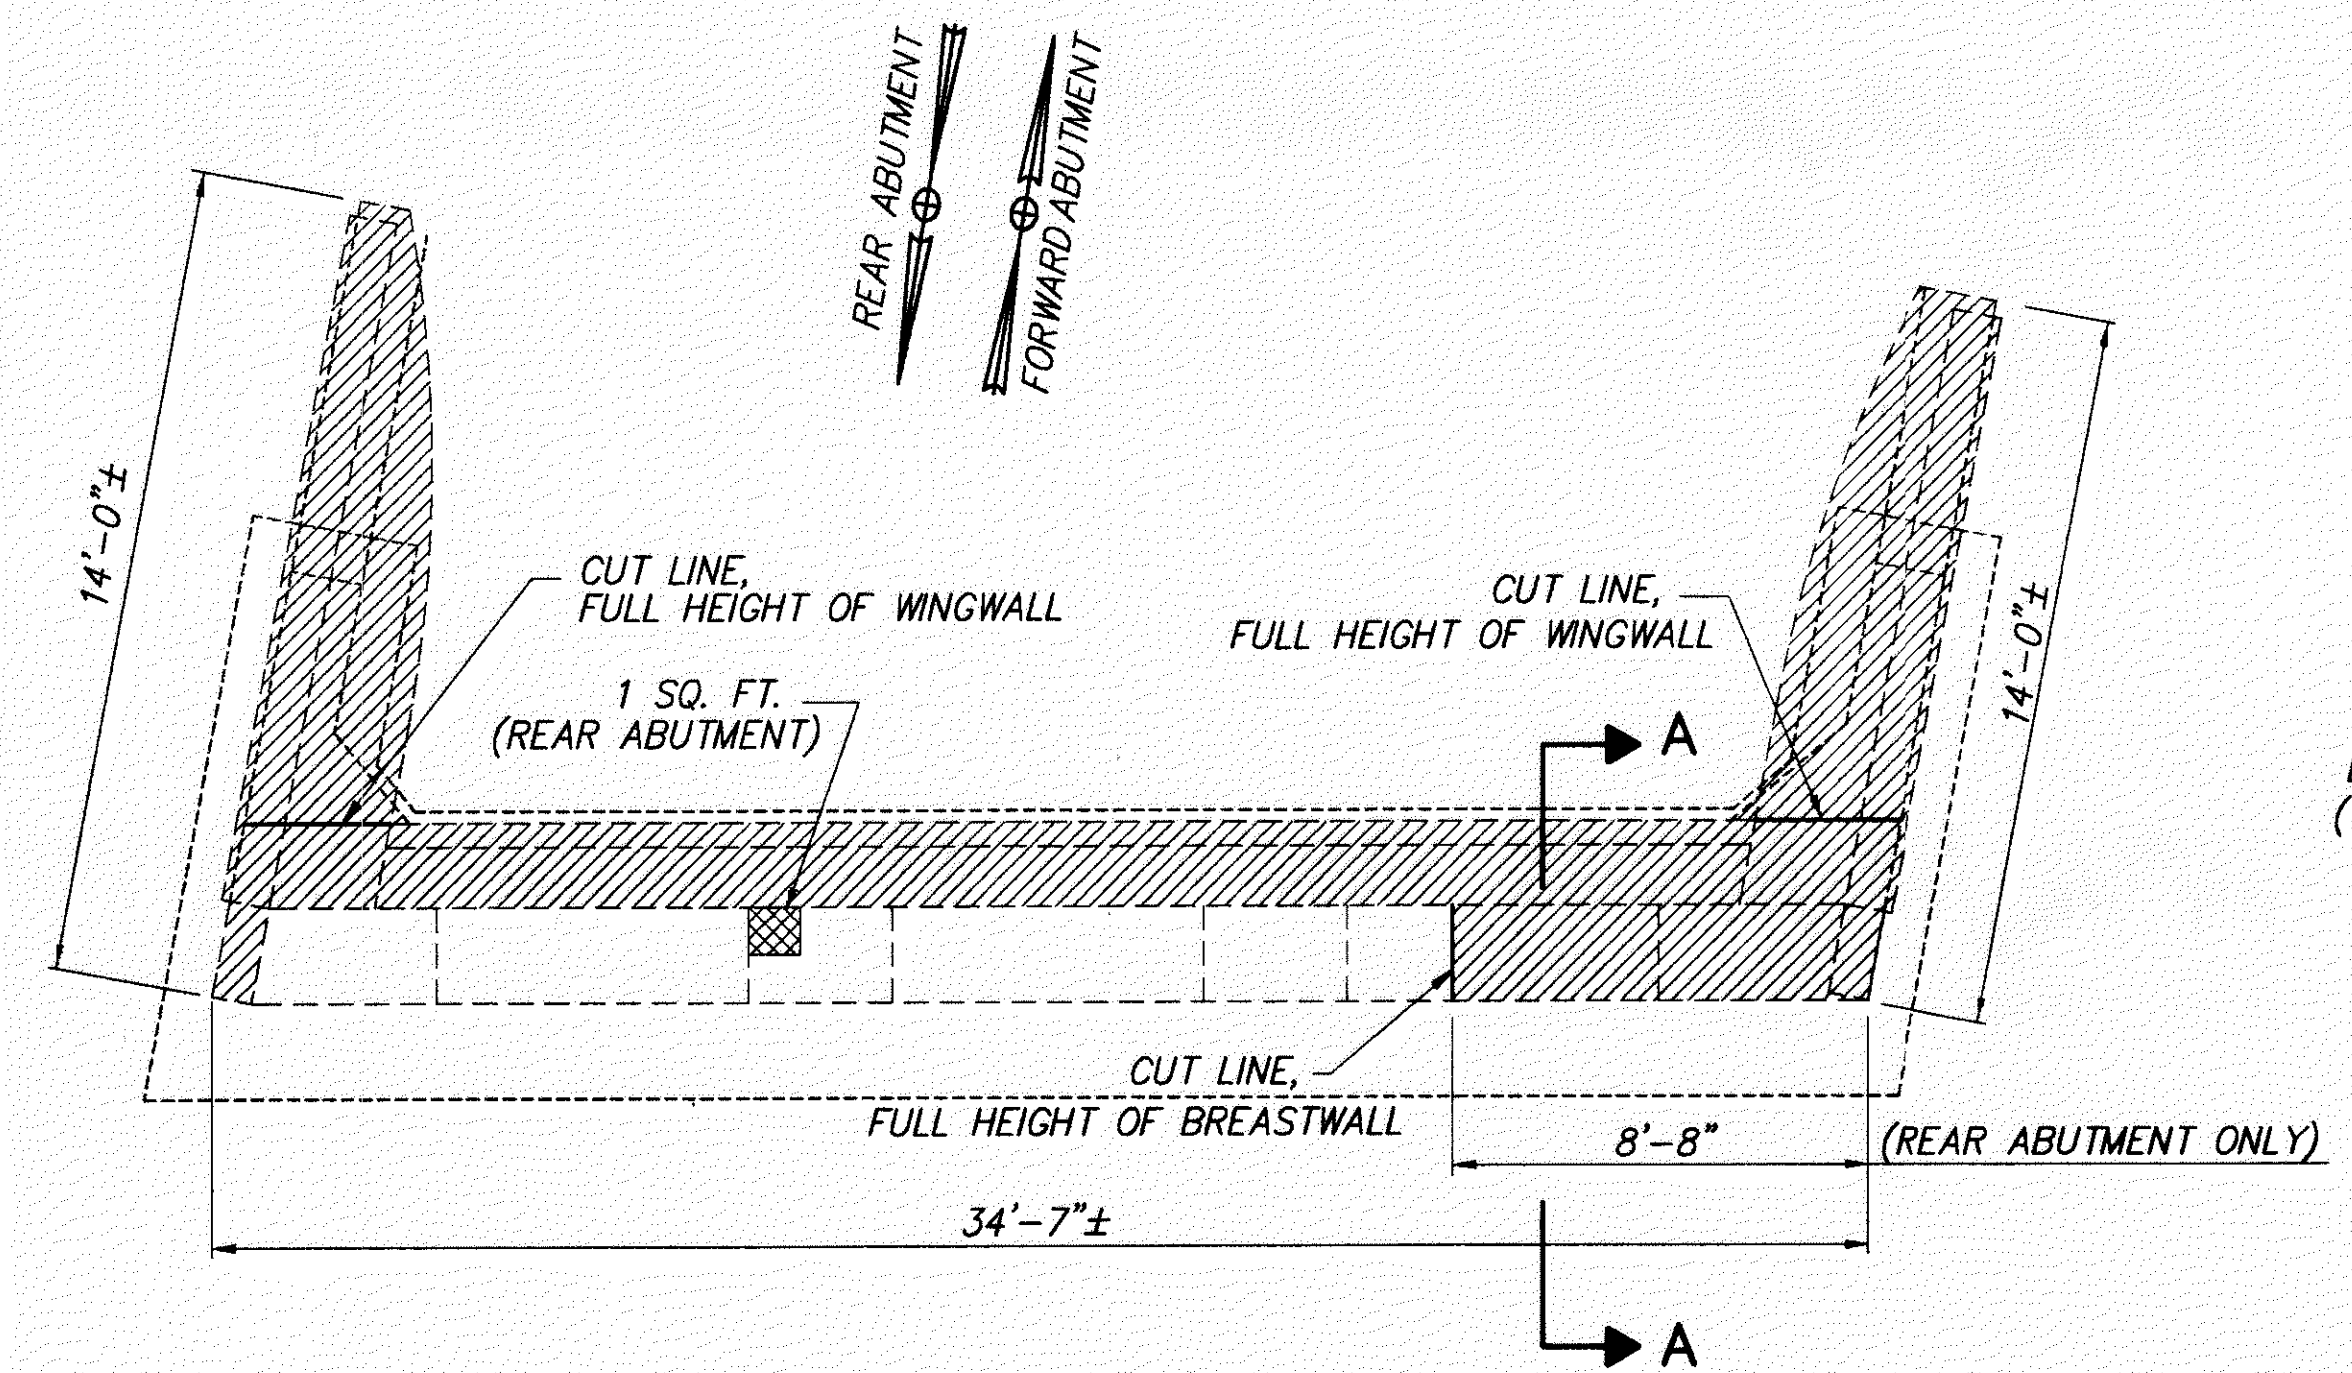 REAR ABUTMENT
FORWARD ABUTMENT
14'-0"±
CUT LINE,
FULL HEIGHT OF WINGWALL
1 SQ. FT.
(REAR ABUTMENT)
CUT LINE,
FULL HEIGHT OF WINGWALL
14'-0"±
A
CUT LINE,
FULL HEIGHT OF BREASTWALL
8'-8"
(REAR ABUTMENT ONLY)
34'-7"±
A